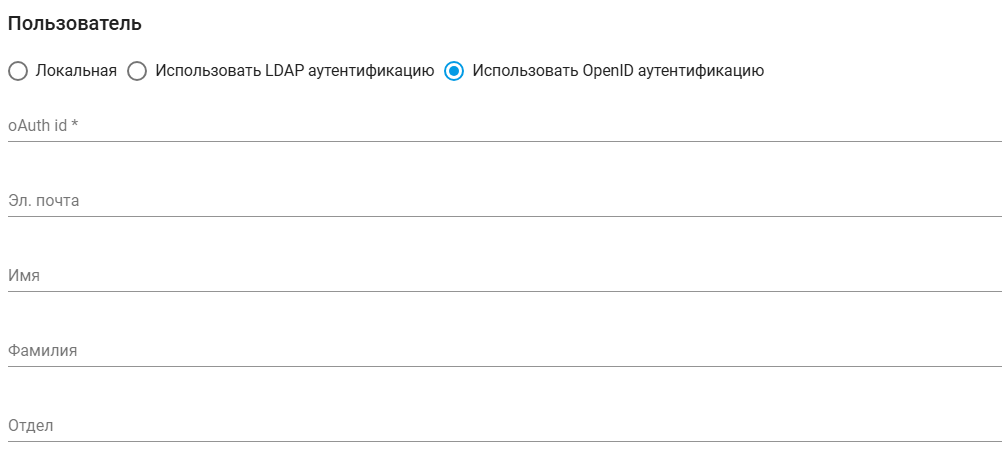 Пользователь
Локальная Использовать LDAP аутентификацию Использовать OpenID аутентификацию
oAuth id *
Эл. почта
Имя
Фамилия
Отдел